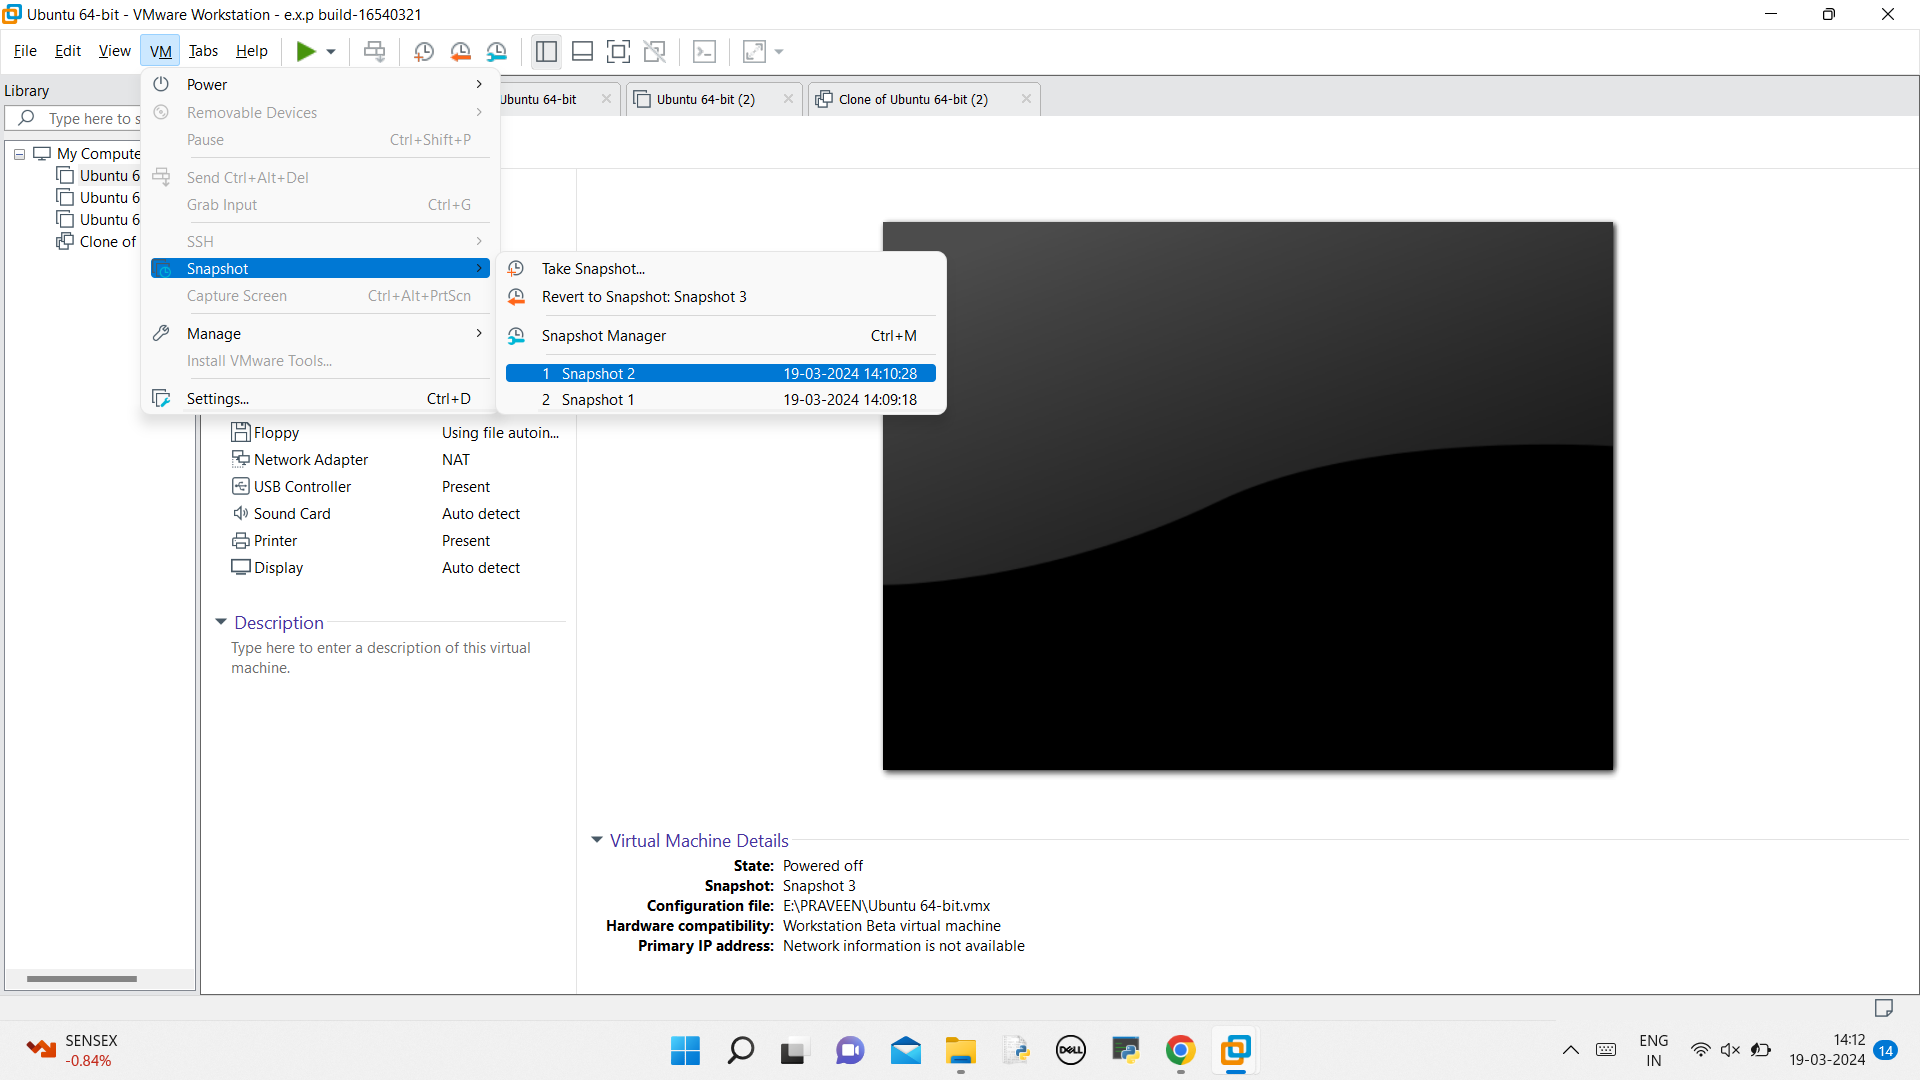 Ubuntu 64-bit - VMware Workstation - e.x.p build-16540321
File Edit View VM Tabs Help
Library
Type here to s
My Compute
Ubuntu 6
Ubuntu 6
Ubuntu 6
Clone of
Ubuntu 64-bit
Ubuntu 64-bit (2)
Clone of Ubuntu 64-bit (2)
Power
Removable Devices
Pause Ctrl+Shift+P
Send Ctrl+Alt+Del
Grab Input Ctrl+G
SSH
Snapshot
Capture Screen Ctrl+Alt+PrtScn
Manage
Install VMware Tools...
Settings... Ctrl+D
Take Snapshot...
Revert to Snapshot: Snapshot 3
Snapshot Manager Ctrl+M
1 Snapshot 2 19-03-2024 14:10:28
2 Snapshot 1 19-03-2024 14:09:18
Floppy Using file autoin...
Network Adapter NAT
USB Controller Present
Sound Card Auto detect
Printer Present
Display Auto detect
Description
Type here to enter a description of this virtual
machine.
Virtual Machine Details
State: Powered off
Snapshot: Snapshot 3
Configuration file: E:\PRAVEEN\Ubuntu 64-bit.vmx
Hardware compatibility: Workstation Beta virtual machine
Primary IP address: Network information is not available
SENSEX
-0.84%
DELL
ENG
IN
14:12
19-03-2024
14